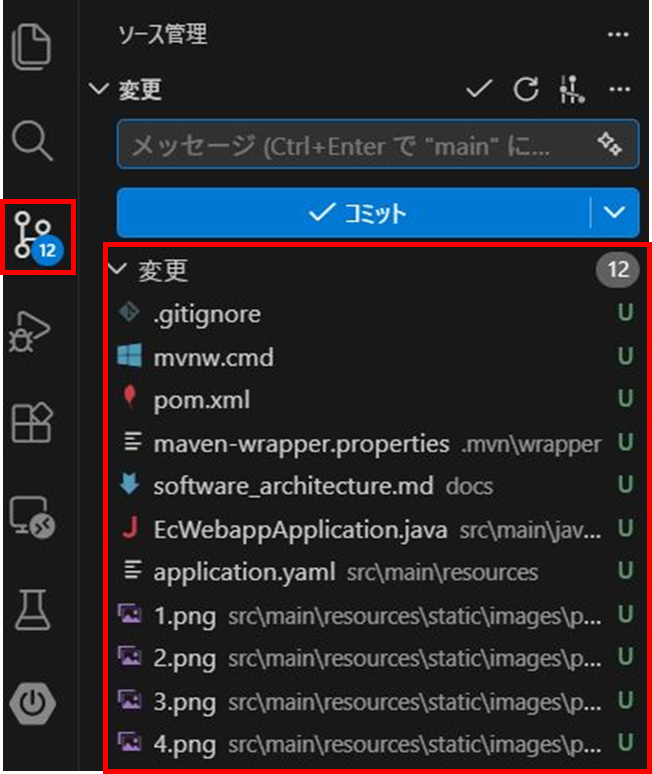 ソース管理
変更
メッセージ (Ctrl+Enter で "main" に...
コミット
12
変更 12
.gitignore U
mvnw.cmd U
pom.xml U
maven-wrapper.properties .mvn\wrapper U
software_architecture.md docs U
EcWebappApplication.java src\main\jav... U
application.yaml src\main\resources U
1.png src\main\resources\static\images\p... U
2.png src\main\resources\static\images\p... U
3.png src\main\resources\static\images\p... U
4.png src\main\resources\static\images\p... U